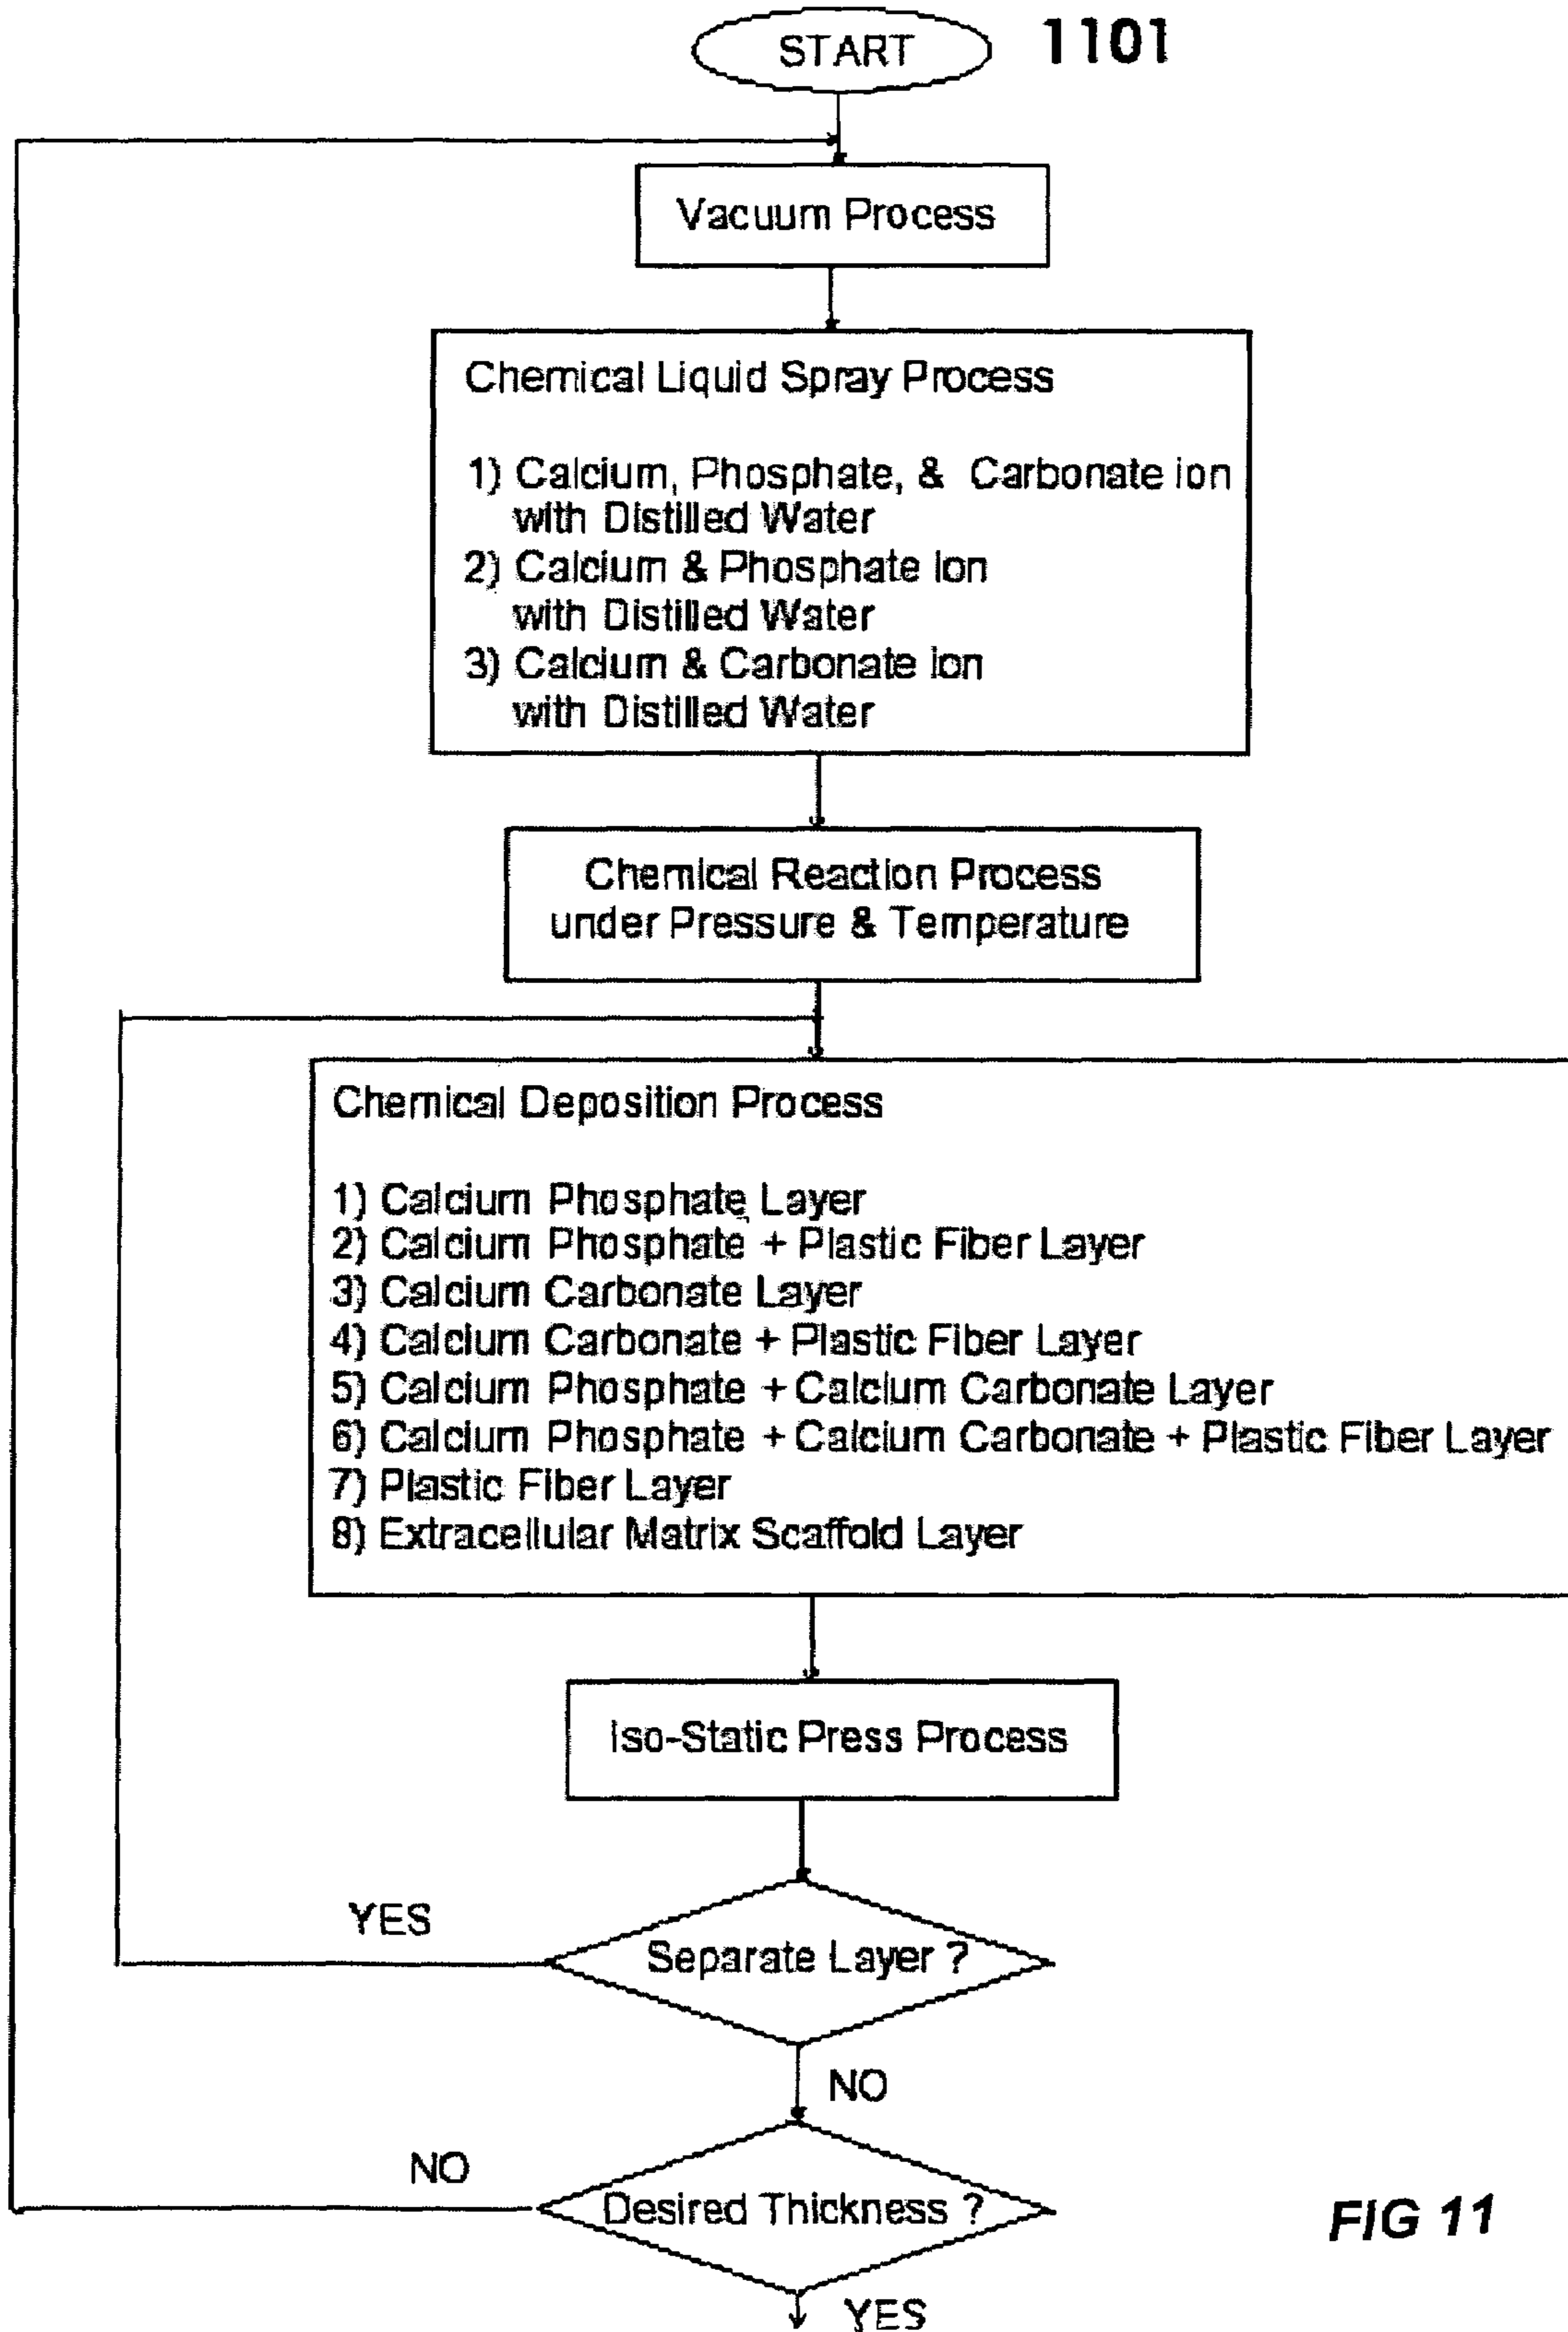 START
1101
Vacuum Process
Chemical Liquid Spray Process
1) Calcium, Phosphate, & Carbonate ion
with Distilled Water
2) Calcium & Phosphate ion
with Distilled Water
3) Calcium & Carbonate ion
with Distilled Water
Chemical Reaction Process
under Pressure & Temperature
Chemical Deposition Process
1) Calcium Phosphate Layer
2) Calcium Phosphate + Plastic Fiber Layer
3) Calcium Carbonate Layer
4) Calcium Carbonate + Plastic Fiber Layer
5) Calcium Phosphate + Calcium Carbonate Layer
6) Calcium Phosphate + Calcium Carbonate + Plastic Fiber Layer
7) Plastic Fiber Layer
8) Extracellular Matrix Scaffold Layer
Iso-Static Press Process
YES
Separate Layer ?
NO
NO
Desired Thickness ?
FIG 11
YES